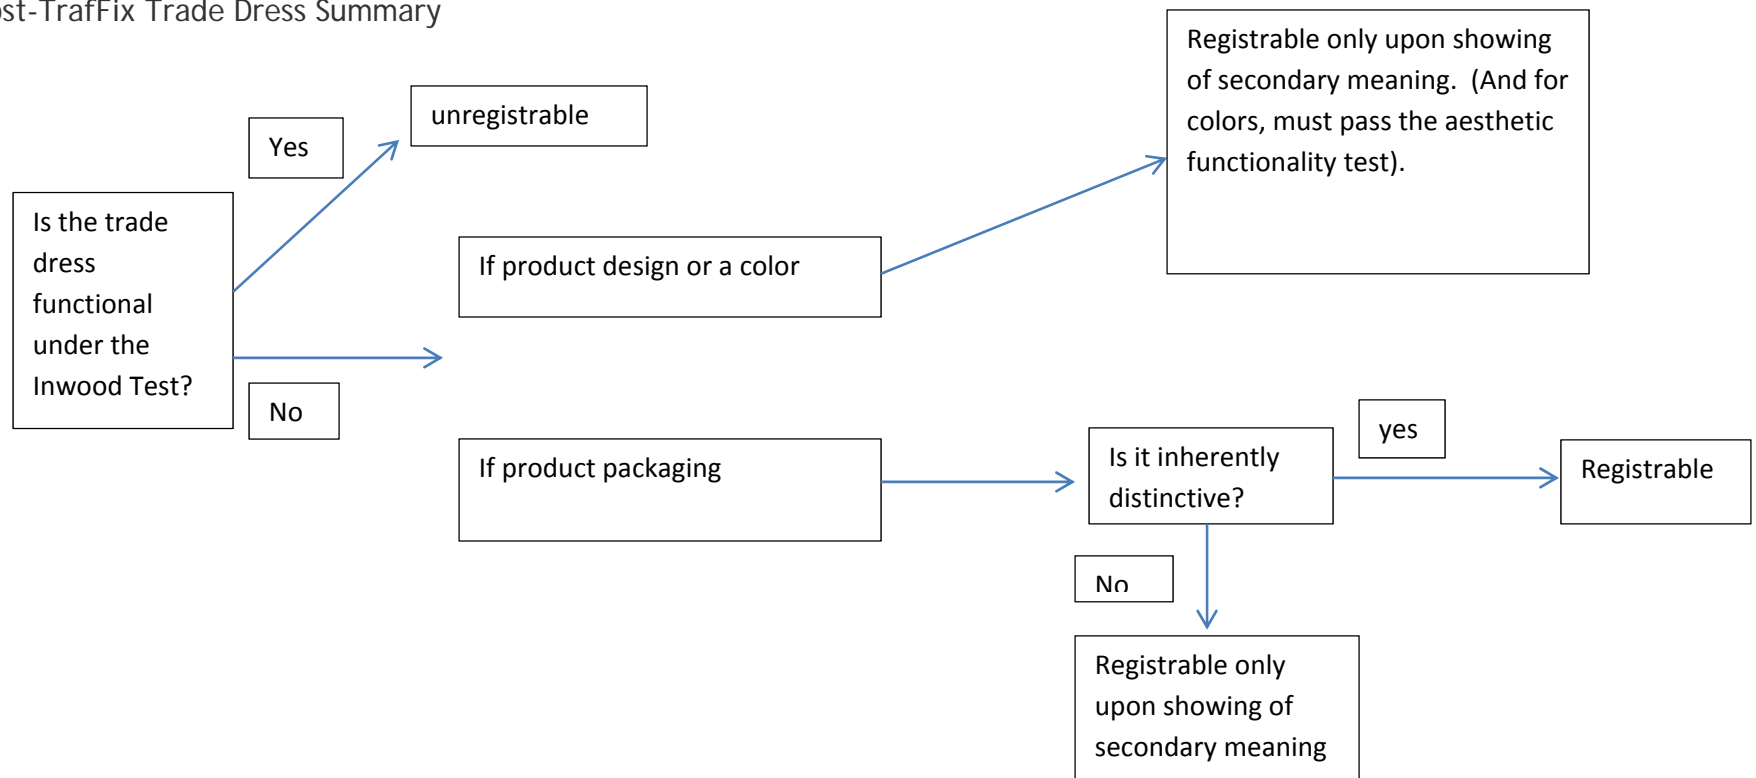 ost-TrafFix Trade Dress Summary
Is the trade
dress
functional
under the
Inwood Test?
Yes
unregistrable
No
If product design or a color
Registrable only upon showing
of secondary meaning. (And for
colors, must pass the aesthetic
functionality test).
If product packaging
Is it inherently
distinctive?
yes
Registrable
No
Registrable only
upon showing of
secondary meaning